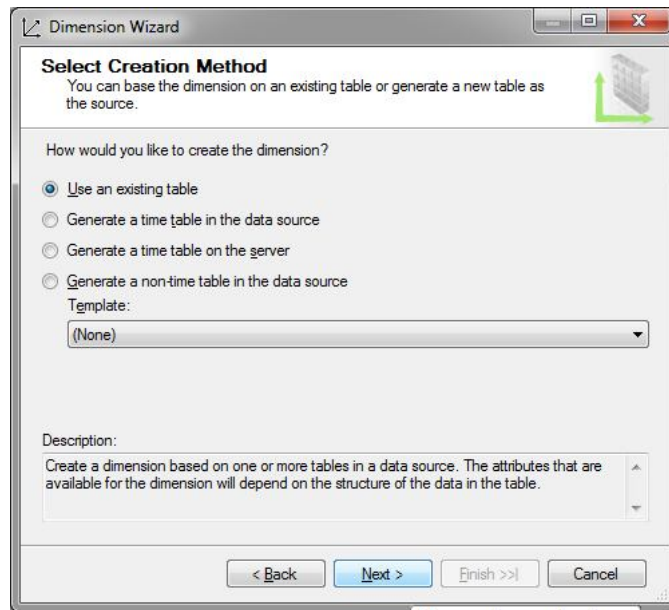 Dimension Wizard
Select Creation Method
You can base the dimension on an existing table or generate a new table as
the source.
How would you like to create the dimension?
Use an existing table
Generate a time table in the data source
Generate a time table on the server
Generate a non-time table in the data source
Template:
(None)
Description:
Create a dimension based on one or more tables in a data source. The attributes that are
available for the dimension will depend on the structure of the data in the table.
< Back Next > Finish >>| Cancel